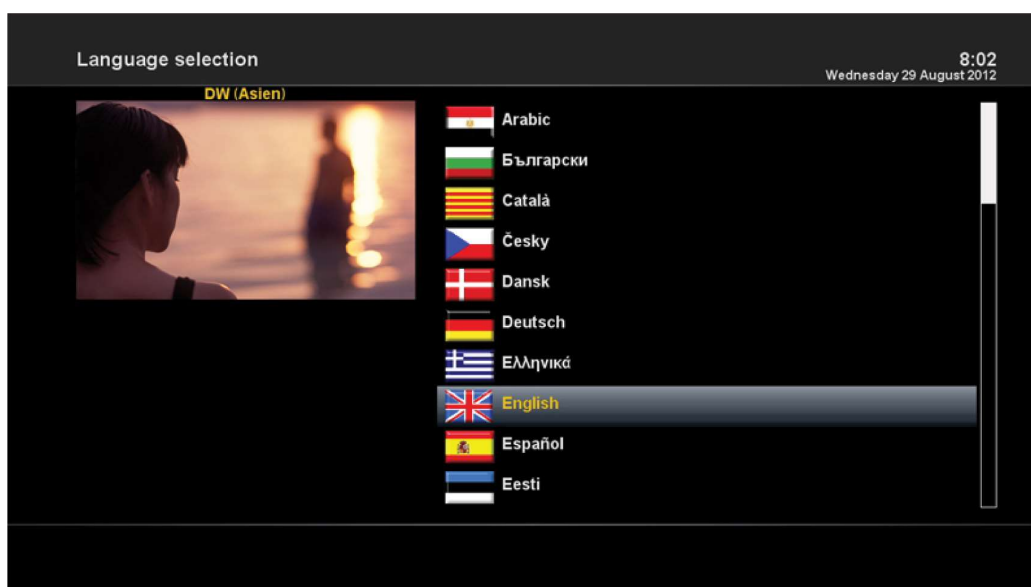 Language selection
8:02
Wednesday 29 August 2012
DW (Asien)
Arabic
Български
Català
Česky
Dansk
Deutsch
Ελληνικά
English
Español
Eesti